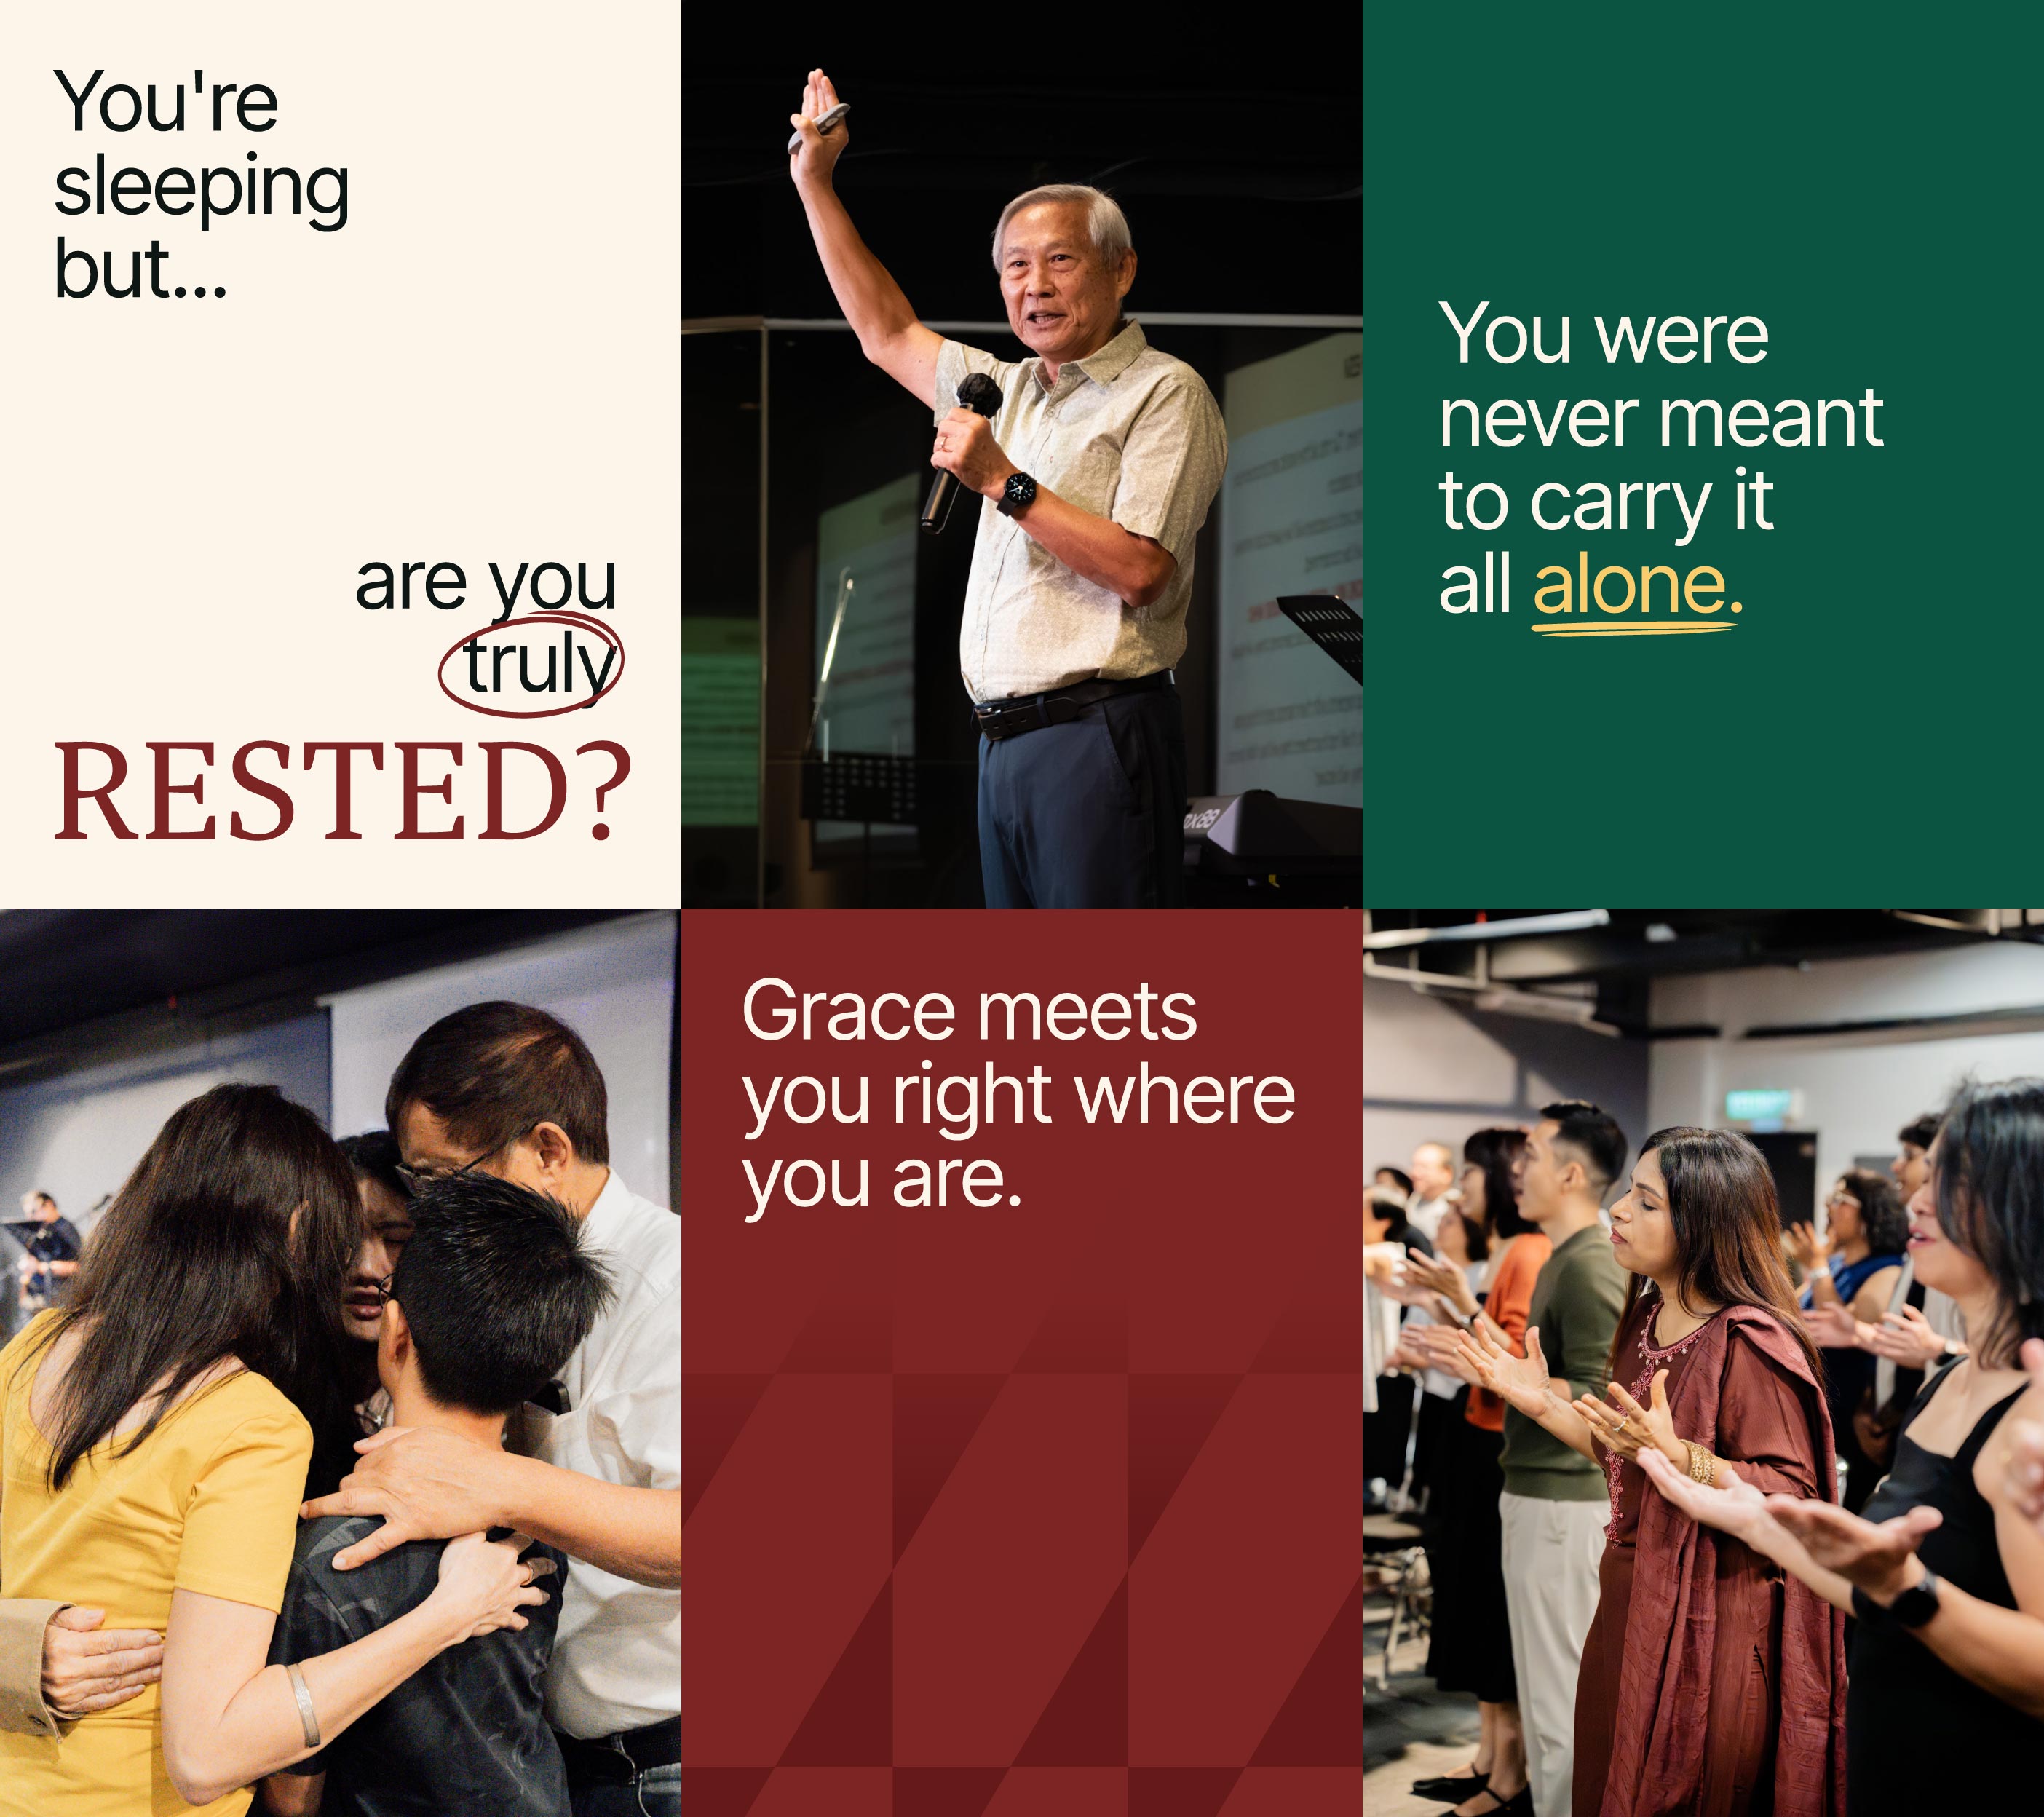 You're
sleeping
but...
are you
truly
RESTED?
You were
never meant
to carry it
all alone.
Grace meets
you right where
you are.